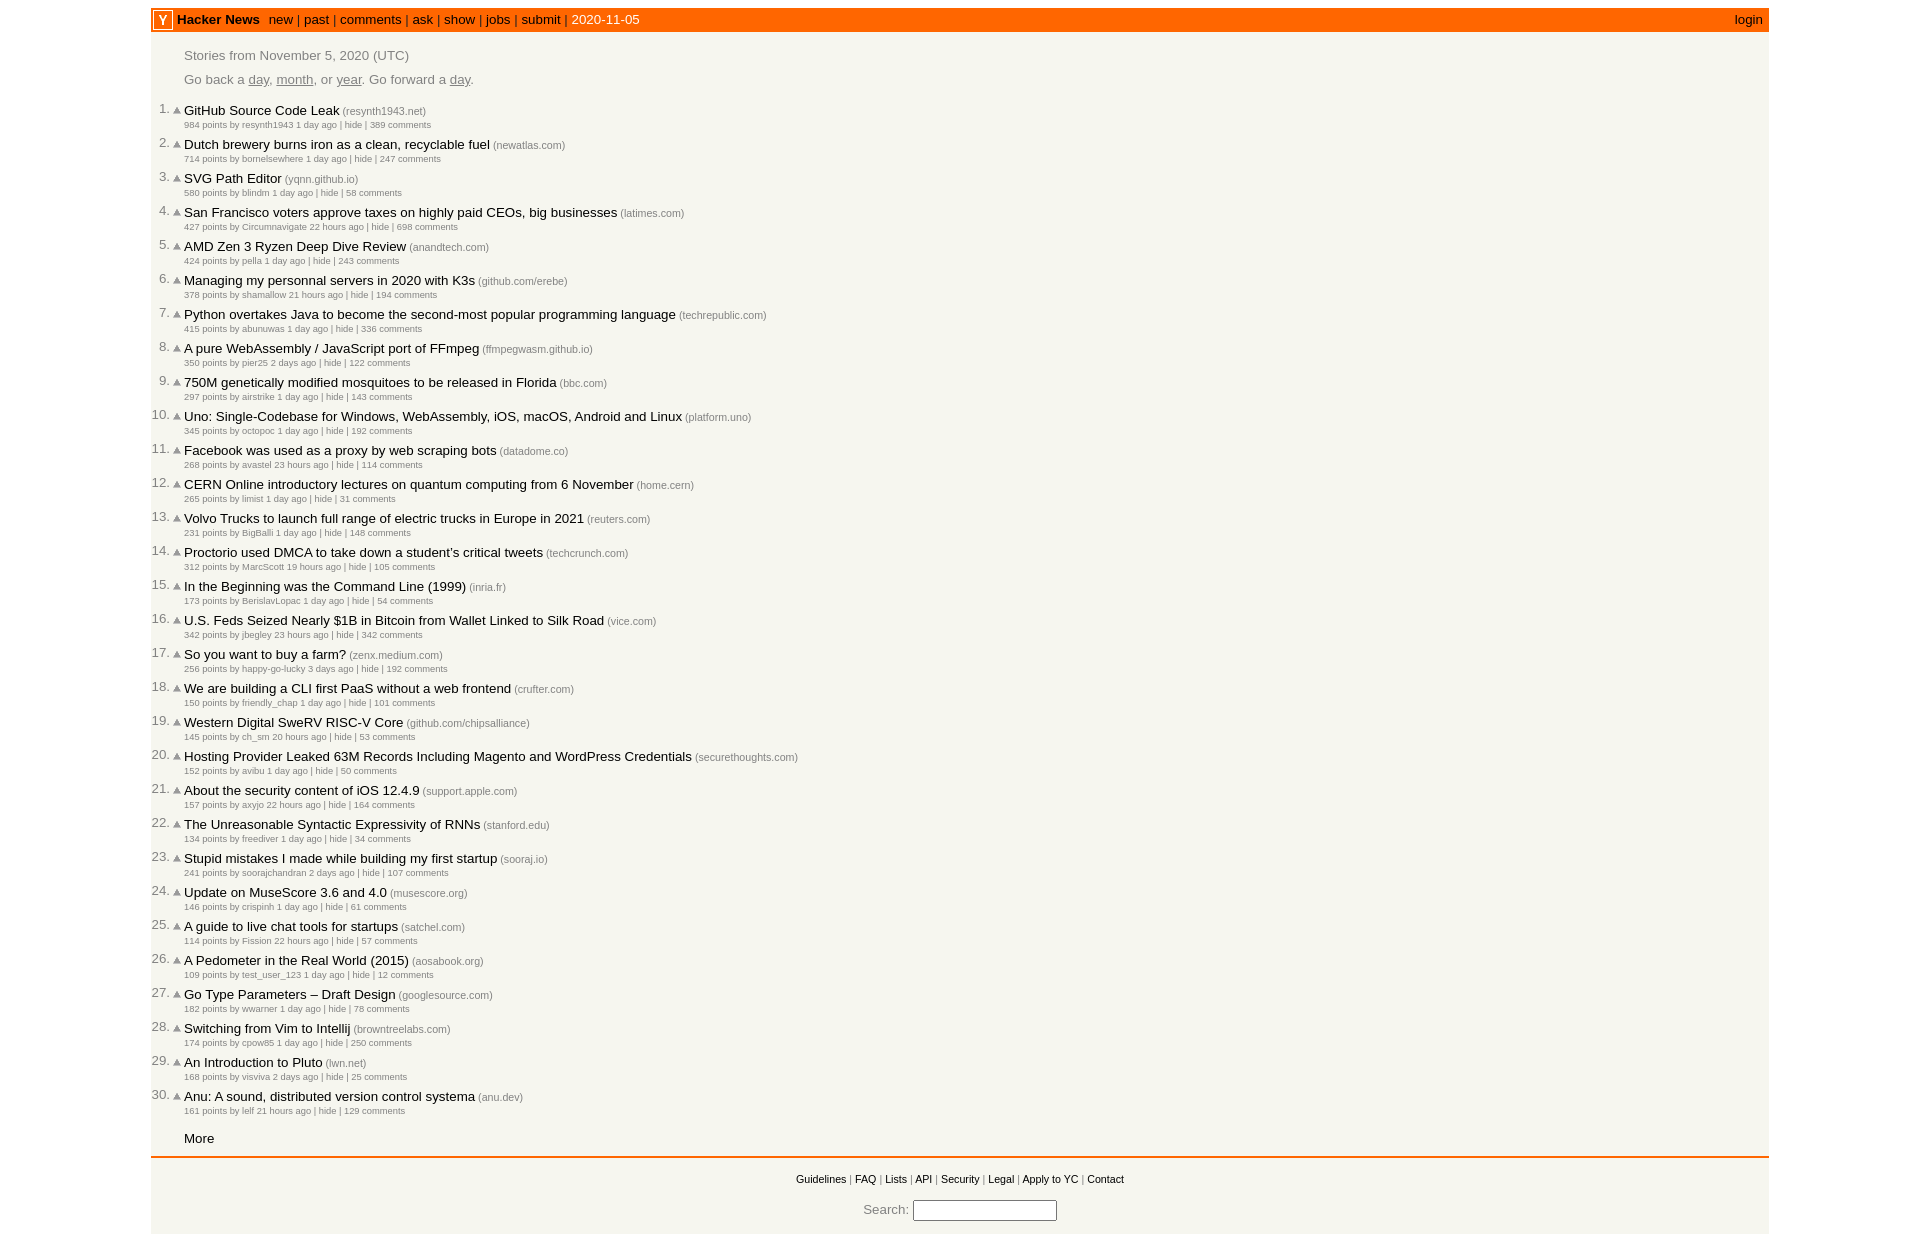 Y Hacker News new | past | comments | ask | show | jobs | submit | 2020-11-05 login
Stories from November 5, 2020 (UTC)
Go back a day, month, or year. Go forward a day.
1. GitHub Source Code Leak (resynth1943.net)
984 points by resynth1943 1 day ago | hide | 389 comments
2. Dutch brewery burns iron as a clean, recyclable fuel (newatlas.com)
714 points by bornelsewhere 1 day ago | hide | 247 comments
3. SVG Path Editor (yqnn.github.io)
580 points by blindm 1 day ago | hide | 58 comments
4. San Francisco voters approve taxes on highly paid CEOs, big businesses (latimes.com)
427 points by Circumnavigate 22 hours ago | hide | 698 comments
5. AMD Zen 3 Ryzen Deep Dive Review (anandtech.com)
424 points by pella 1 day ago | hide | 243 comments
6. Managing my personnal servers in 2020 with K3s (github.com/erebe)
378 points by shamallow 21 hours ago | hide | 194 comments
7. Python overtakes Java to become the second-most popular programming language (techrepublic.com)
415 points by abunuwas 1 day ago | hide | 336 comments
8. A pure WebAssembly / JavaScript port of FFmpeg (ffmpegwasm.github.io)
350 points by pier25 2 days ago | hide | 122 comments
9. 750M genetically modified mosquitoes to be released in Florida (bbc.com)
297 points by airstrike 1 day ago | hide | 143 comments
10. Uno: Single-Codebase for Windows, WebAssembly, iOS, macOS, Android and Linux (platform.uno)
345 points by octopoc 1 day ago | hide | 192 comments
11. Facebook was used as a proxy by web scraping bots (datadome.co)
268 points by avastel 23 hours ago | hide | 114 comments
12. CERN Online introductory lectures on quantum computing from 6 November (home.cern)
265 points by limist 1 day ago | hide | 31 comments
13. Volvo Trucks to launch full range of electric trucks in Europe in 2021 (reuters.com)
231 points by BigBalli 1 day ago | hide | 148 comments
14. Proctorio used DMCA to take down a student’s critical tweets (techcrunch.com)
312 points by MarcScott 19 hours ago | hide | 105 comments
15. In the Beginning was the Command Line (1999) (inria.fr)
173 points by BerislavLopac 1 day ago | hide | 54 comments
16. U.S. Feds Seized Nearly $1B in Bitcoin from Wallet Linked to Silk Road (vice.com)
342 points by jbegley 23 hours ago | hide | 342 comments
17. So you want to buy a farm? (zenx.medium.com)
256 points by happy-go-lucky 3 days ago | hide | 192 comments
18. We are building a CLI first PaaS without a web frontend (crufter.com)
150 points by friendly_chap 1 day ago | hide | 101 comments
19. Western Digital SweRV RISC-V Core (github.com/chipsalliance)
145 points by ch_sm 20 hours ago | hide | 53 comments
20. Hosting Provider Leaked 63M Records Including Magento and WordPress Credentials (securethoughts.com)
152 points by avibu 1 day ago | hide | 50 comments
21. About the security content of iOS 12.4.9 (support.apple.com)
157 points by axyjo 22 hours ago | hide | 164 comments
22. The Unreasonable Syntactic Expressivity of RNNs (stanford.edu)
134 points by freediver 1 day ago | hide | 34 comments
23. Stupid mistakes I made while building my first startup (sooraj.io)
241 points by soorajchandran 2 days ago | hide | 107 comments
24. Update on MuseScore 3.6 and 4.0 (musescore.org)
146 points by crispinh 1 day ago | hide | 61 comments
25. A guide to live chat tools for startups (satchel.com)
114 points by Fission 22 hours ago | hide | 57 comments
26. A Pedometer in the Real World (2015) (aosabook.org)
109 points by test_user_123 1 day ago | hide | 12 comments
27. Go Type Parameters – Draft Design (googlesource.com)
182 points by wwarner 1 day ago | hide | 78 comments
28. Switching from Vim to Intellij (browntreelabs.com)
174 points by cpow85 1 day ago | hide | 250 comments
29. An Introduction to Pluto (lwn.net)
168 points by visviva 2 days ago | hide | 25 comments
30. Anu: A sound, distributed version control systema (anu.dev)
161 points by lelf 21 hours ago | hide | 129 comments
More
Guidelines | FAQ | Lists | API | Security | Legal | Apply to YC | Contact
Search: